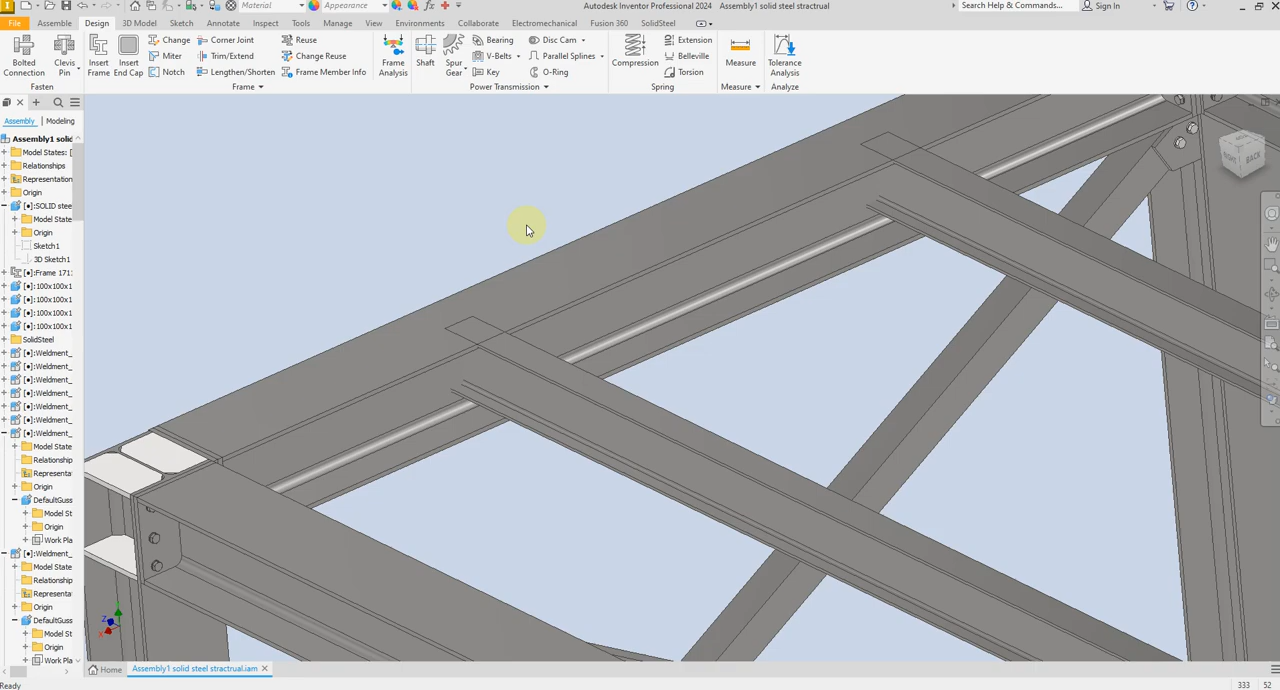 Material
Appearance
Autodesk Inventor Professional 2024 Assembly1 solid steel stractrual
Search Help & Commands...
Sign In
File
Assemble
Design
3D Model
Sketch
Annotate
Inspect
Tools
Manage
View
Environments
Collaborate
Electromechanical
Fusion 360
SolidSteel
Bolted Connection
Clevis Pin
Fasten
Insert Frame
Insert End Cap
Change
Miter
Notch
Corner Joint
Trim/Extend
Lengthen/Shorten
Reuse
Change Reuse
Frame Member Info
Frame
Frame Analysis
Shaft
Spur Gear
Bearing
V-Belts
Key
Disc Cam
Parallel Splines
O-Ring
Power Transmission
Compression
Extension
Belleville
Torsion
Spring
Measure
Measure
Tolerance Analysis
Analyze
Assembly
Modeling
Assembly1 solid
Model States: [
Relationships
Representation
Origin
[•]:SOLID stee
Model State
Origin
Sketch1
3D Sketch1
[•]:Frame 171
[•]:100x100x1
[•]:100x100x1
[•]:100x100x1
[•]:100x100x1
SolidSteel
[•]:Weldment_
[•]:Weldment_
[•]:Weldment_
[•]:Weldment_
[•]:Weldment_
[•]:Weldment_
[•]:Weldment_
Model State
Relationship
Representa
Origin
DefaultGuss
Model St
Origin
Work Pla
[•]:Weldment_
Model State
Relationship
Representa
Origin
DefaultGuss
Model St
Origin
Work Pla
BACK
Z
X
Home
Assembly1 solid steel stractrual.iam
Ready
333 52